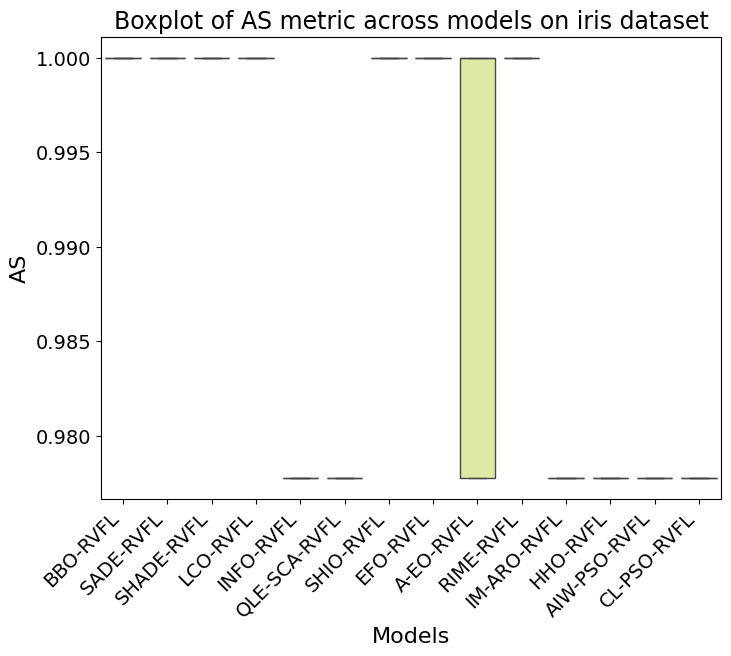 Boxplot of AS metric across models on iris dataset
1.000
0.995
0.990
0.985
0.980
AS
BBO-RVFL
SADE-RVFL
SHADE-RVFL
LCO-RVFL
INFO-RVFL
QLE-SCA-RVFL
SHIO-RVFL
EFO-RVFL
A-EO-RVFL
RIME-RVFL
IM-ARO-RVFL
HHO-RVFL
AIW-PSO-RVFL
CL-PSO-RVFL
Models